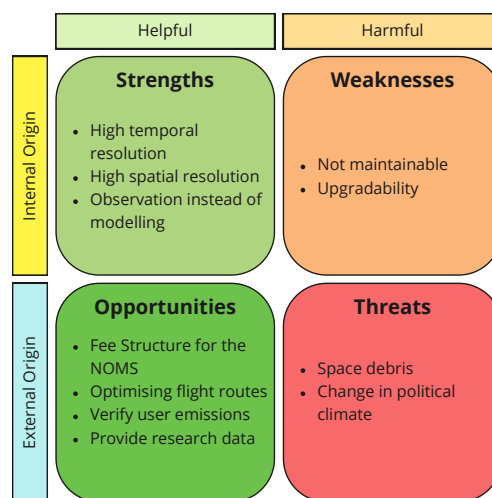 Helpful
Harmful
Internal Origin
Strengths
• High temporal
resolution
• High spatial resolution
• Observation instead of
modelling
Weaknesses
• Not maintainable
• Upgradability
External Origin
Opportunities
• Fee Structure for the
NOMS
• Optimising flight routes
• Verify user emissions
• Provide research data
Threats
• Space debris
• Change in political
climate